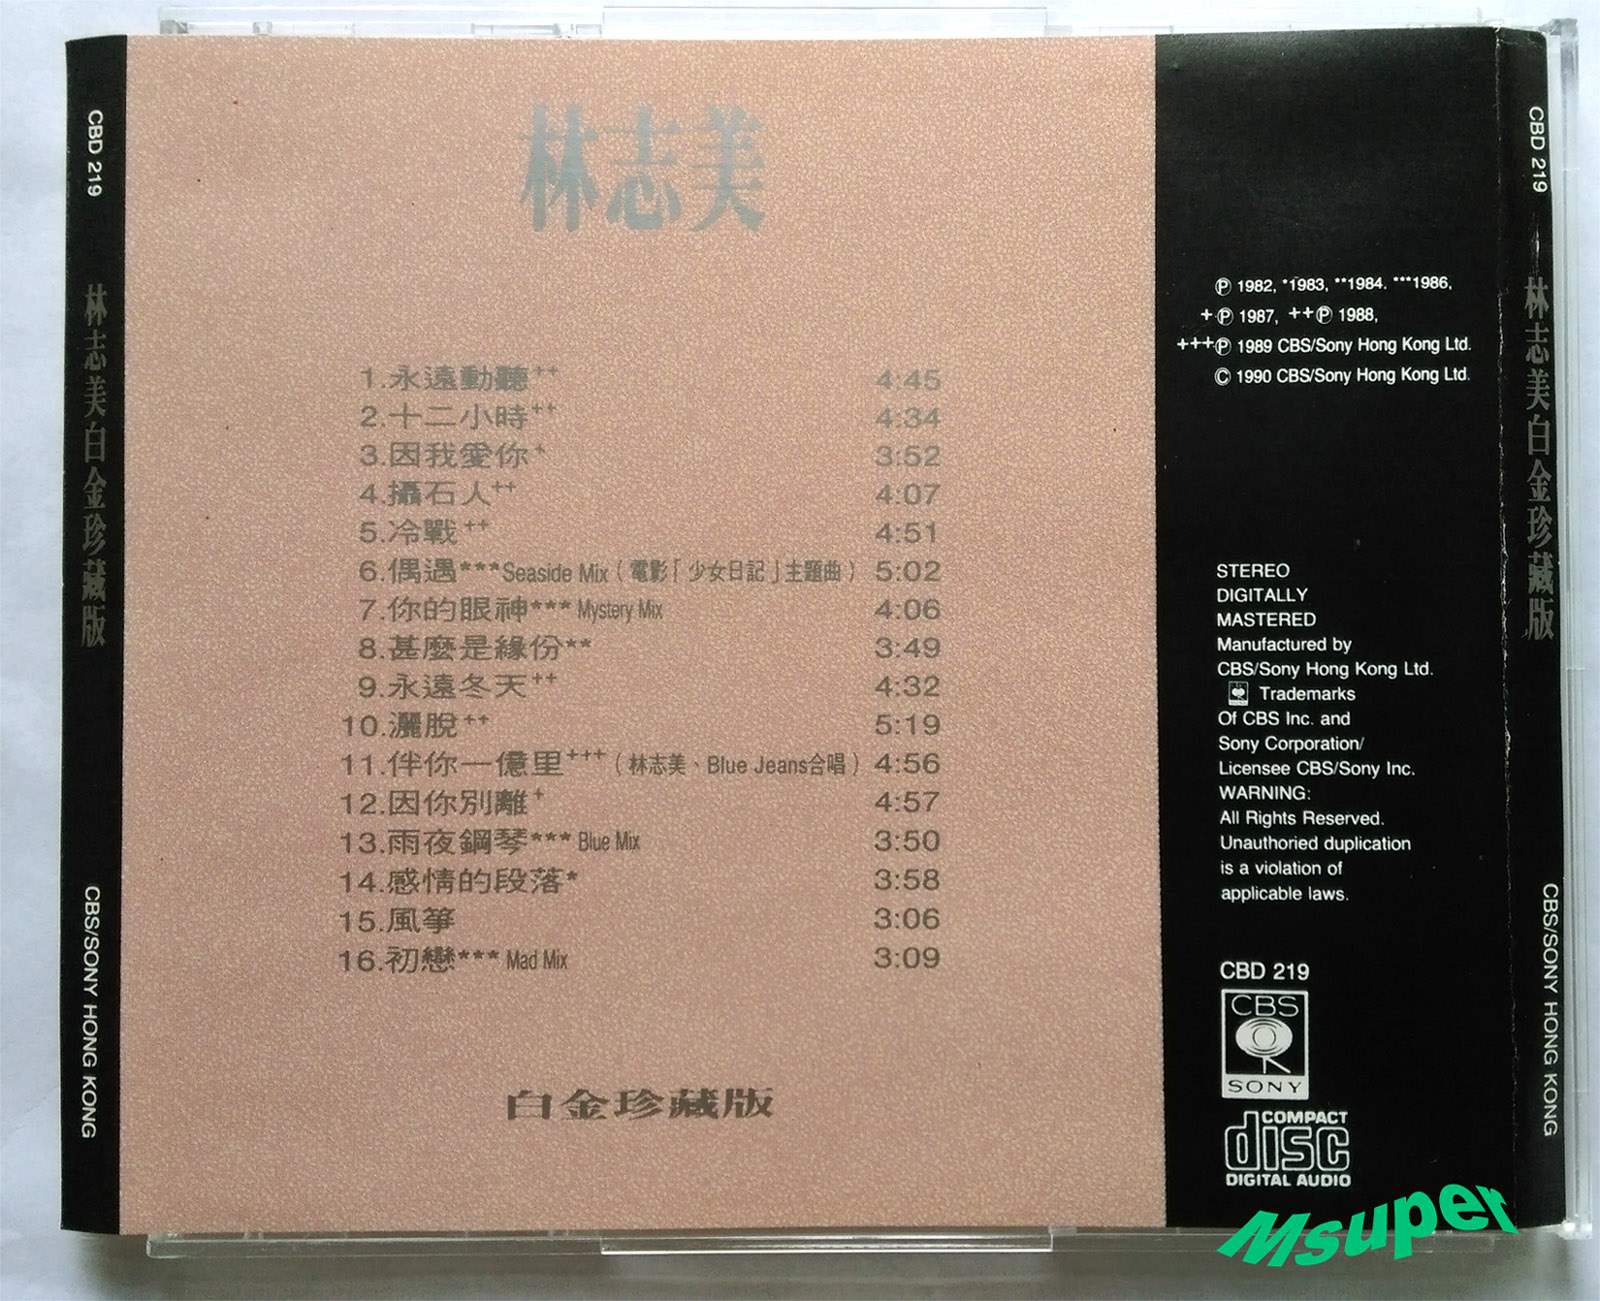 CBD 219
林志美白金珍藏版
CBS/SONY HONG KONG
林志美
1.永遠動聽++ 4:45
2.十二小時++ 4:34
3.因我愛你+ 3:52
4.攝石人++ 4:07
5.冷戰++ 4:51
6.偶遇***Seaside Mix（電影「少女日記」主題曲） 5:02
7.你的眼神*** Mystery Mix 4:06
8.甚麼是緣份** 3:49
9.永遠冬天++ 4:32
10.灑脫++ 5:19
11.伴你一億里+++（林志美、Blue Jeans合唱） 4:56
12.因你別離+ 4:57
13.雨夜鋼琴*** Blue Mix 3:50
14.感情的段落* 3:58
15.風箏 3:06
16.初戀*** Mad Mix 3:09
白金珍藏版
Ⓟ 1982, *1983, **1984. ***1986,
+Ⓟ 1987, ++Ⓟ 1988,
+++Ⓟ 1989 CBS/Sony Hong Kong Ltd.
© 1990 CBS/Sony Hong Kong Ltd.
STEREO
DIGITALLY
MASTERED
Manufactured by
CBS/Sony Hong Kong Ltd.
Trademarks
Of CBS Inc. and
Sony Corporation/
Licensee CBS/Sony Inc.
WARNING:
All Rights Reserved.
Unauthoried duplication
is a violation of
applicable laws.
CBD 219
CBS
SONY
COMPACT
disc
DIGITAL AUDIO
CBD 219
林志美白金珍藏版
CBS/SONY HONG KONG
Msuper